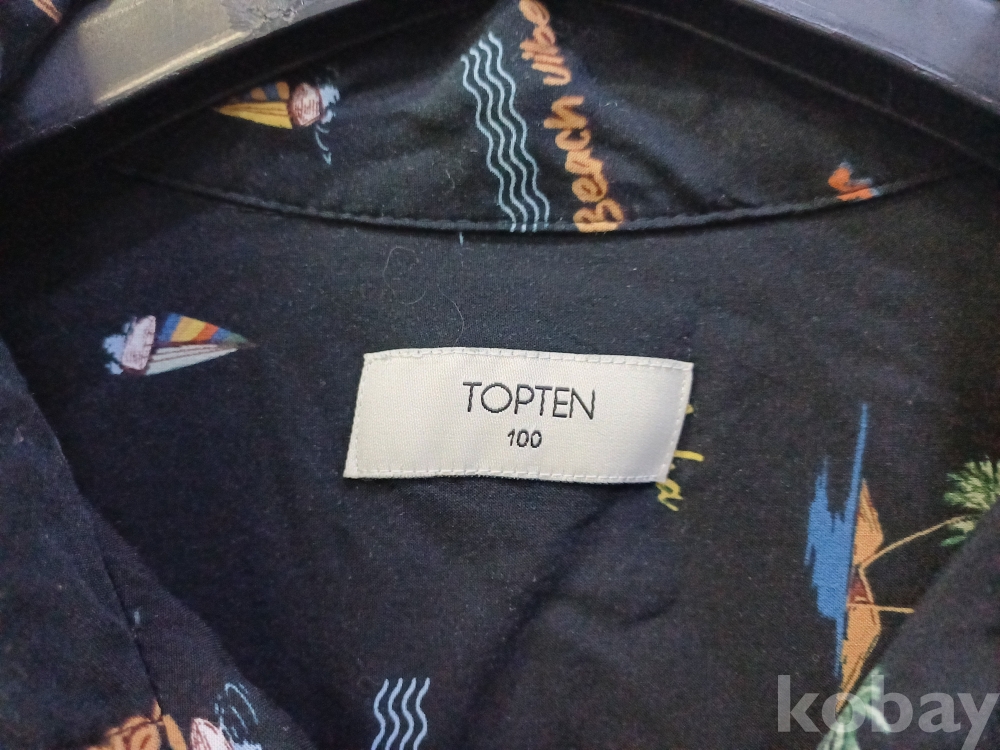 Beach vibe
TOPTEN
100
kobay